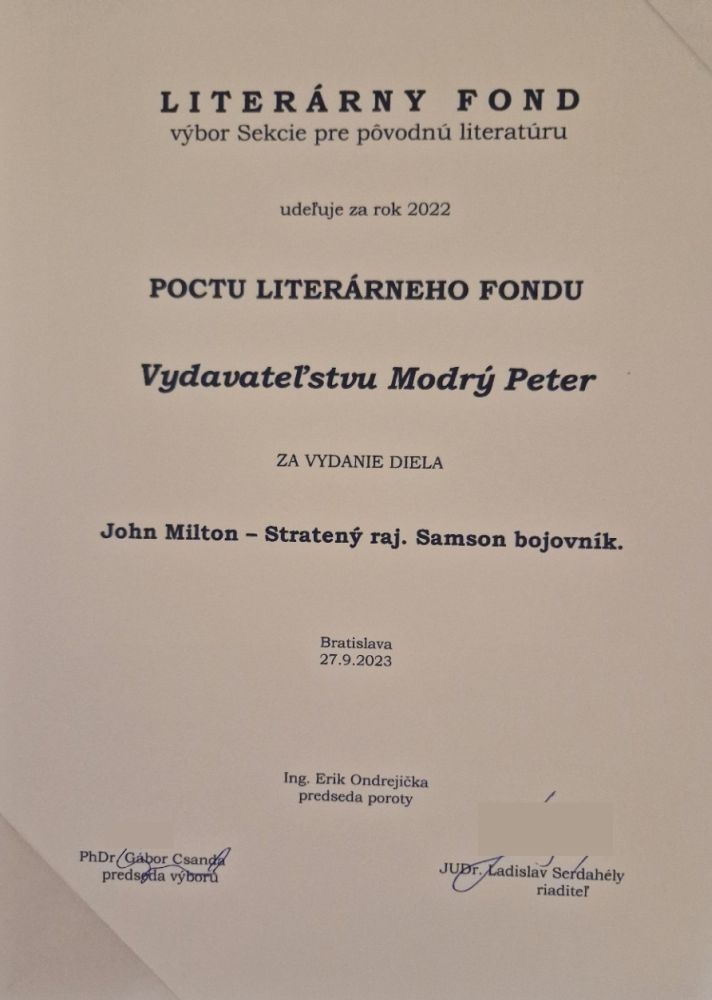 LITERÁRNY FOND
výbor Sekcie pre pôvodnú literatúru
udeľuje za rok 2022
POCTU LITERÁRNEHO FONDU
Vydavateľstvu Modrý Peter
ZA VYDANIE DIELA
John Milton – Stratený raj. Samson bojovník.
Bratislava
27.9.2023
Ing. Erik Ondrejička
predseda poroty
PhDr. Gábor Csanda
predseda výboru
JUDr. Ladislav Serdahély
riaditeľ